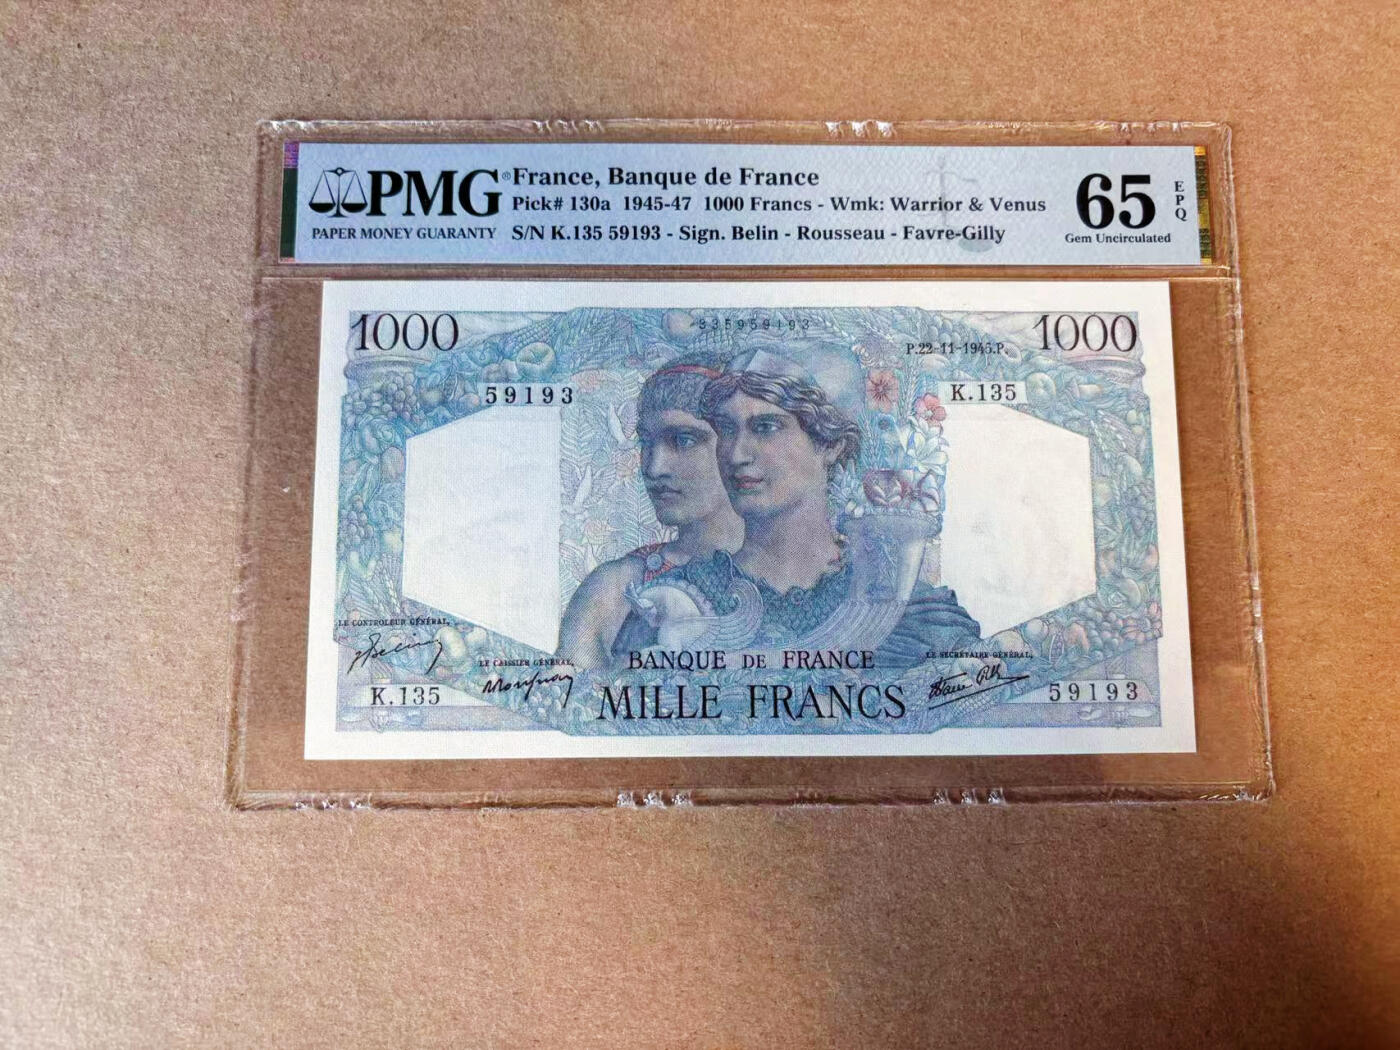 PMG®
PAPER MONEY GUARANTY
France, Banque de France
Pick# 130a 1945-47 1000 Francs - Wmk: Warrior & Venus
S/N K.135 59193 - Sign. Belin - Rousseau - Favre-Gilly
65
EPQ
Gem Uncirculated
1000
335959193
1000
P.22-11-1945.P.
59193
K.135
LE CONTROLEUR GÉNÉRAL,
LE CAISSIER GÉNÉRAL,
BANQUE DE FRANCE
LE SECRÉTAIRE GÉNÉRAL,
K.135
MILLE FRANCS
59193